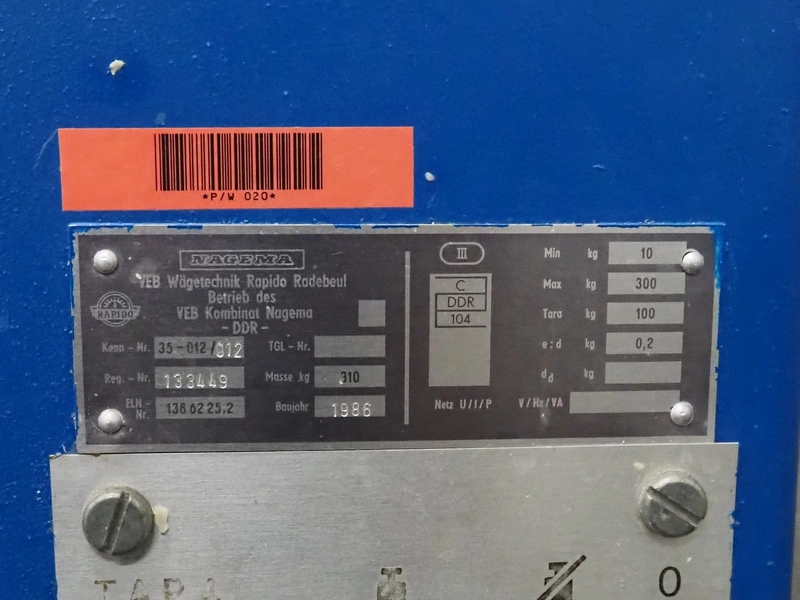 *P/W 020*
NAGEMA
VEB Wägetechnik Rapido Radebeul
Betrieb des
VEB Kombinat Nagema
-DDR-
RAPIDO
Kenn-Nr. 35-012/012 TGL-Nr.
Reg.-Nr. 133449 Masse kg 310
ELN-Nr. 138 62 25.2 Baujahr 1986
III
C
DDR
104
Min kg 10
Max kg 300
Tara kg 100
e:d kg 0,2
dd kg
Netz U/I/P V/Hz/VA
TARA 0